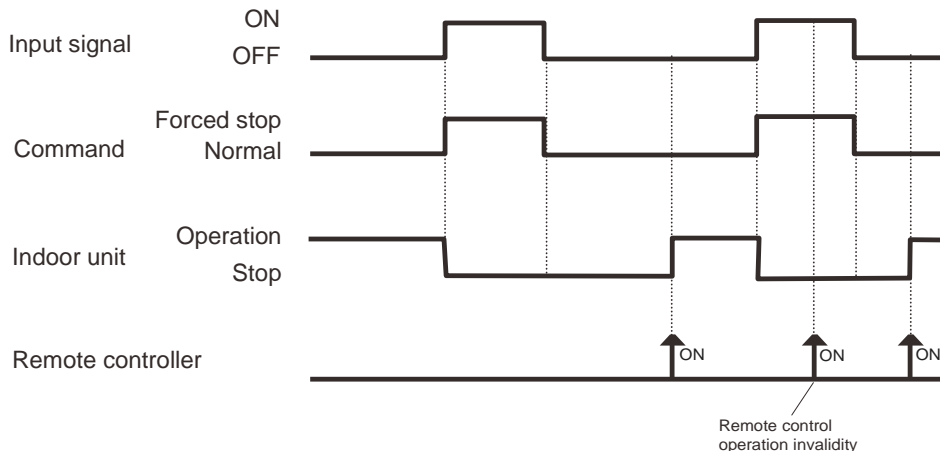 ON
Input signal
OFF
Forced stop
Command Normal
Operation
Indoor unit
Stop
Remote controller
ON ON ON
Remote control
operation invalidity